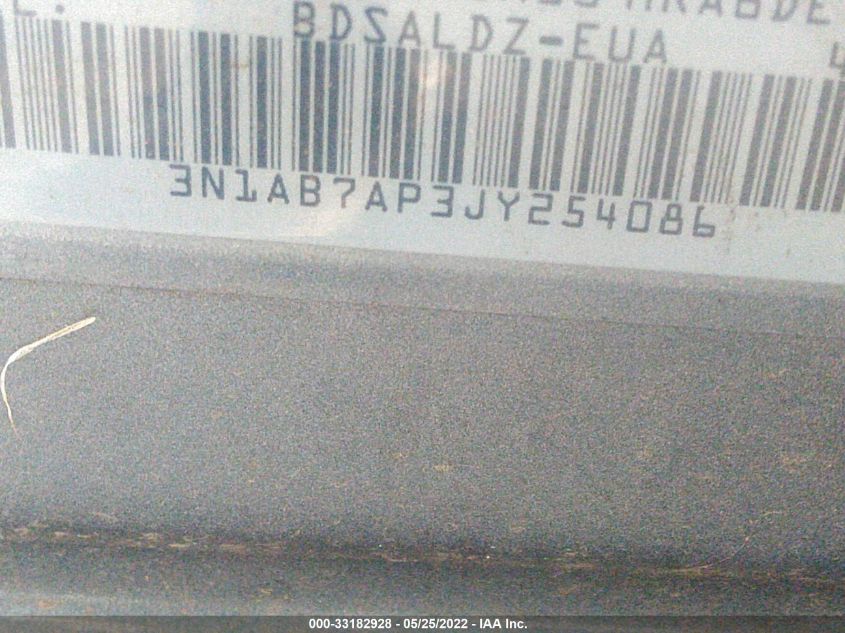 BDSALDZ-EUA
3N1AB7AP3JY254086
000-33182928 - 05/25/2022 - IAA Inc.